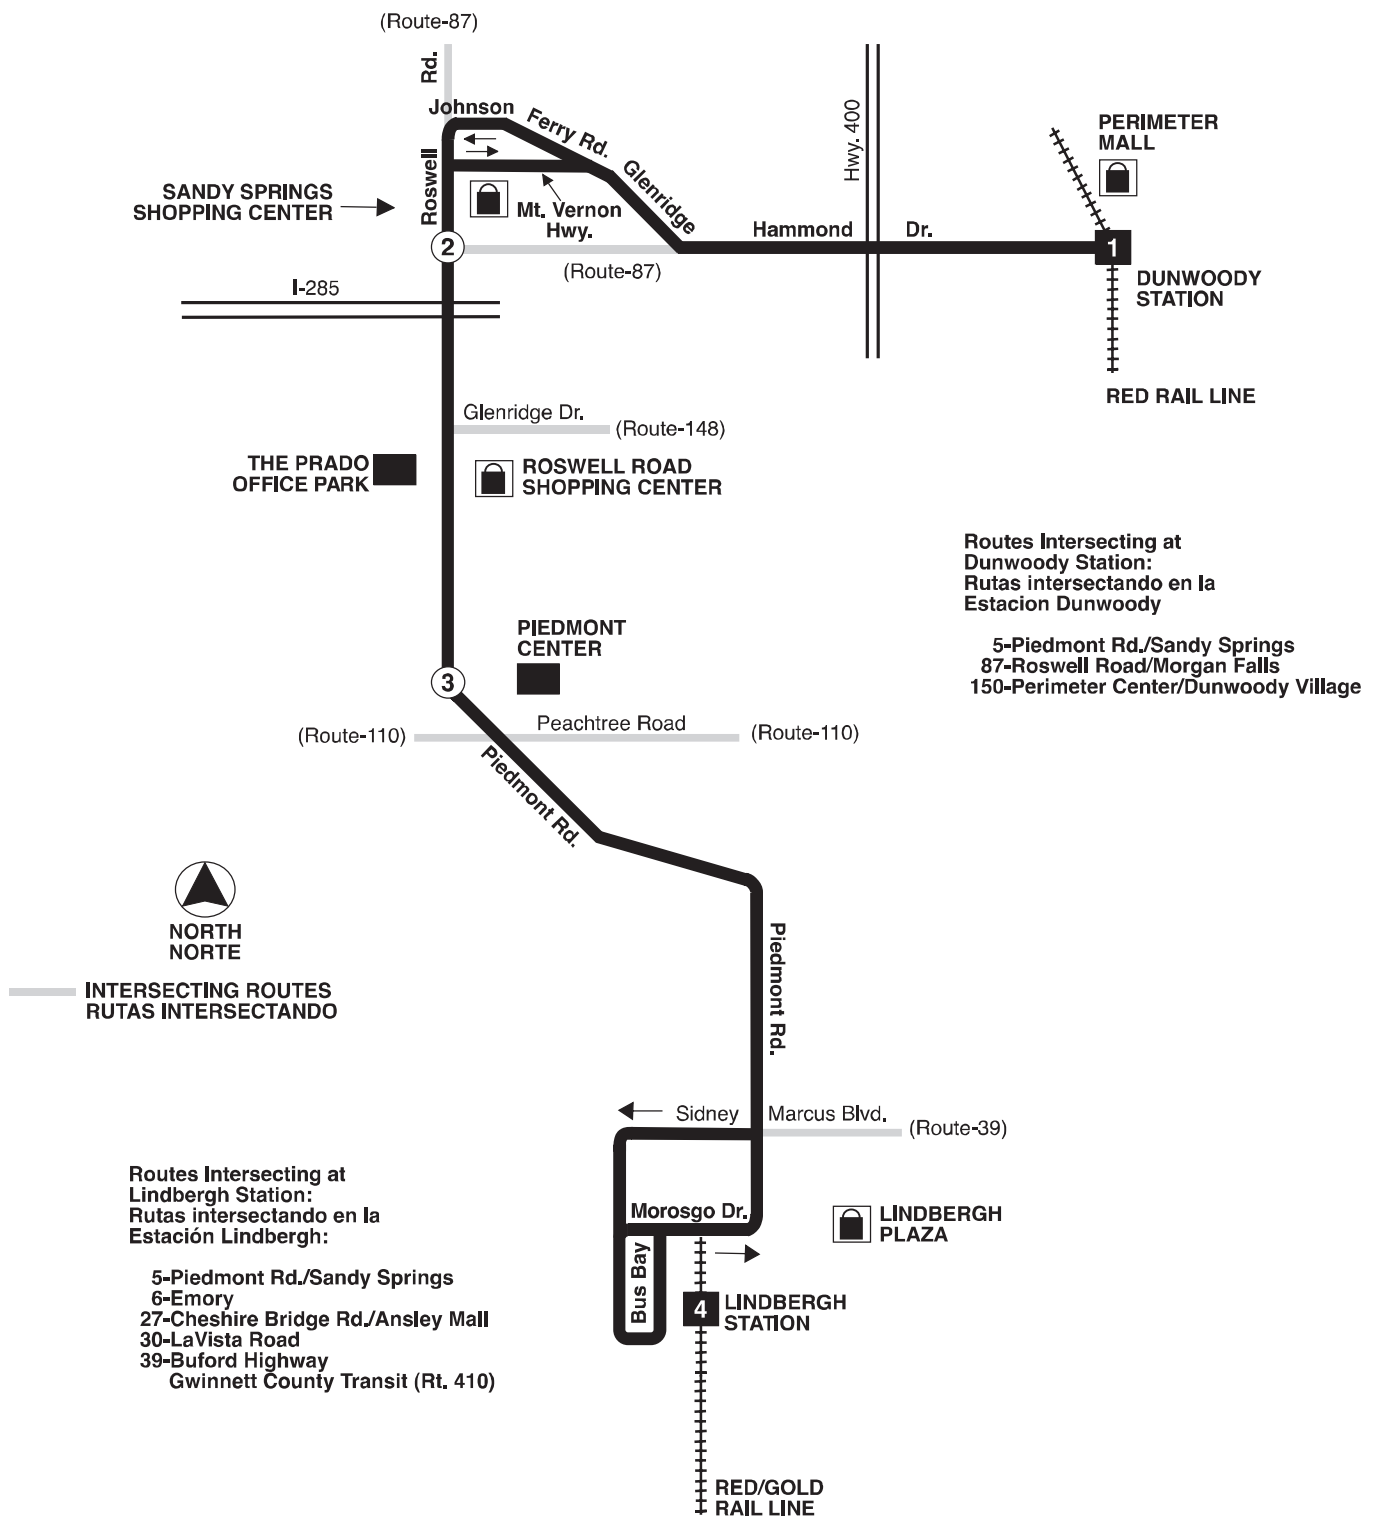 (Route-87)
Rd.
Johnson
Ferry Rd.
Glenridge
Roswell
Hwy. 400
PERIMETER
MALL
SANDY SPRINGS
SHOPPING CENTER
Mt. Vernon
Hwy.
Hammond Dr.
2
1
(Route-87)
DUNWOODY
STATION
I-285
RED RAIL LINE
Glenridge Dr.
(Route-148)
THE PRADO
OFFICE PARK
ROSWELL ROAD
SHOPPING CENTER
Routes Intersecting at
Dunwoody Station:
Rutas intersectando en la
Estacion Dunwoody
5-Piedmont Rd./Sandy Springs
87-Roswell Road/Morgan Falls
150-Perimeter Center/Dunwoody Village
PIEDMONT
CENTER
3
Peachtree Road
(Route-110)
(Route-110)
Piedmont Rd.
NORTH
NORTE
Piedmont Rd.
INTERSECTING ROUTES
RUTAS INTERSECTANDO
Sidney Marcus Blvd.
(Route-39)
Routes Intersecting at
Lindbergh Station:
Rutas intersectando en la
Estación Lindbergh:
5-Piedmont Rd./Sandy Springs
6-Emory
27-Cheshire Bridge Rd./Ansley Mall
30-LaVista Road
39-Buford Highway
Gwinnett County Transit (Rt. 410)
Morosgo Dr.
LINDBERGH
PLAZA
Bus Bay
4
LINDBERGH
STATION
RED/GOLD
RAIL LINE